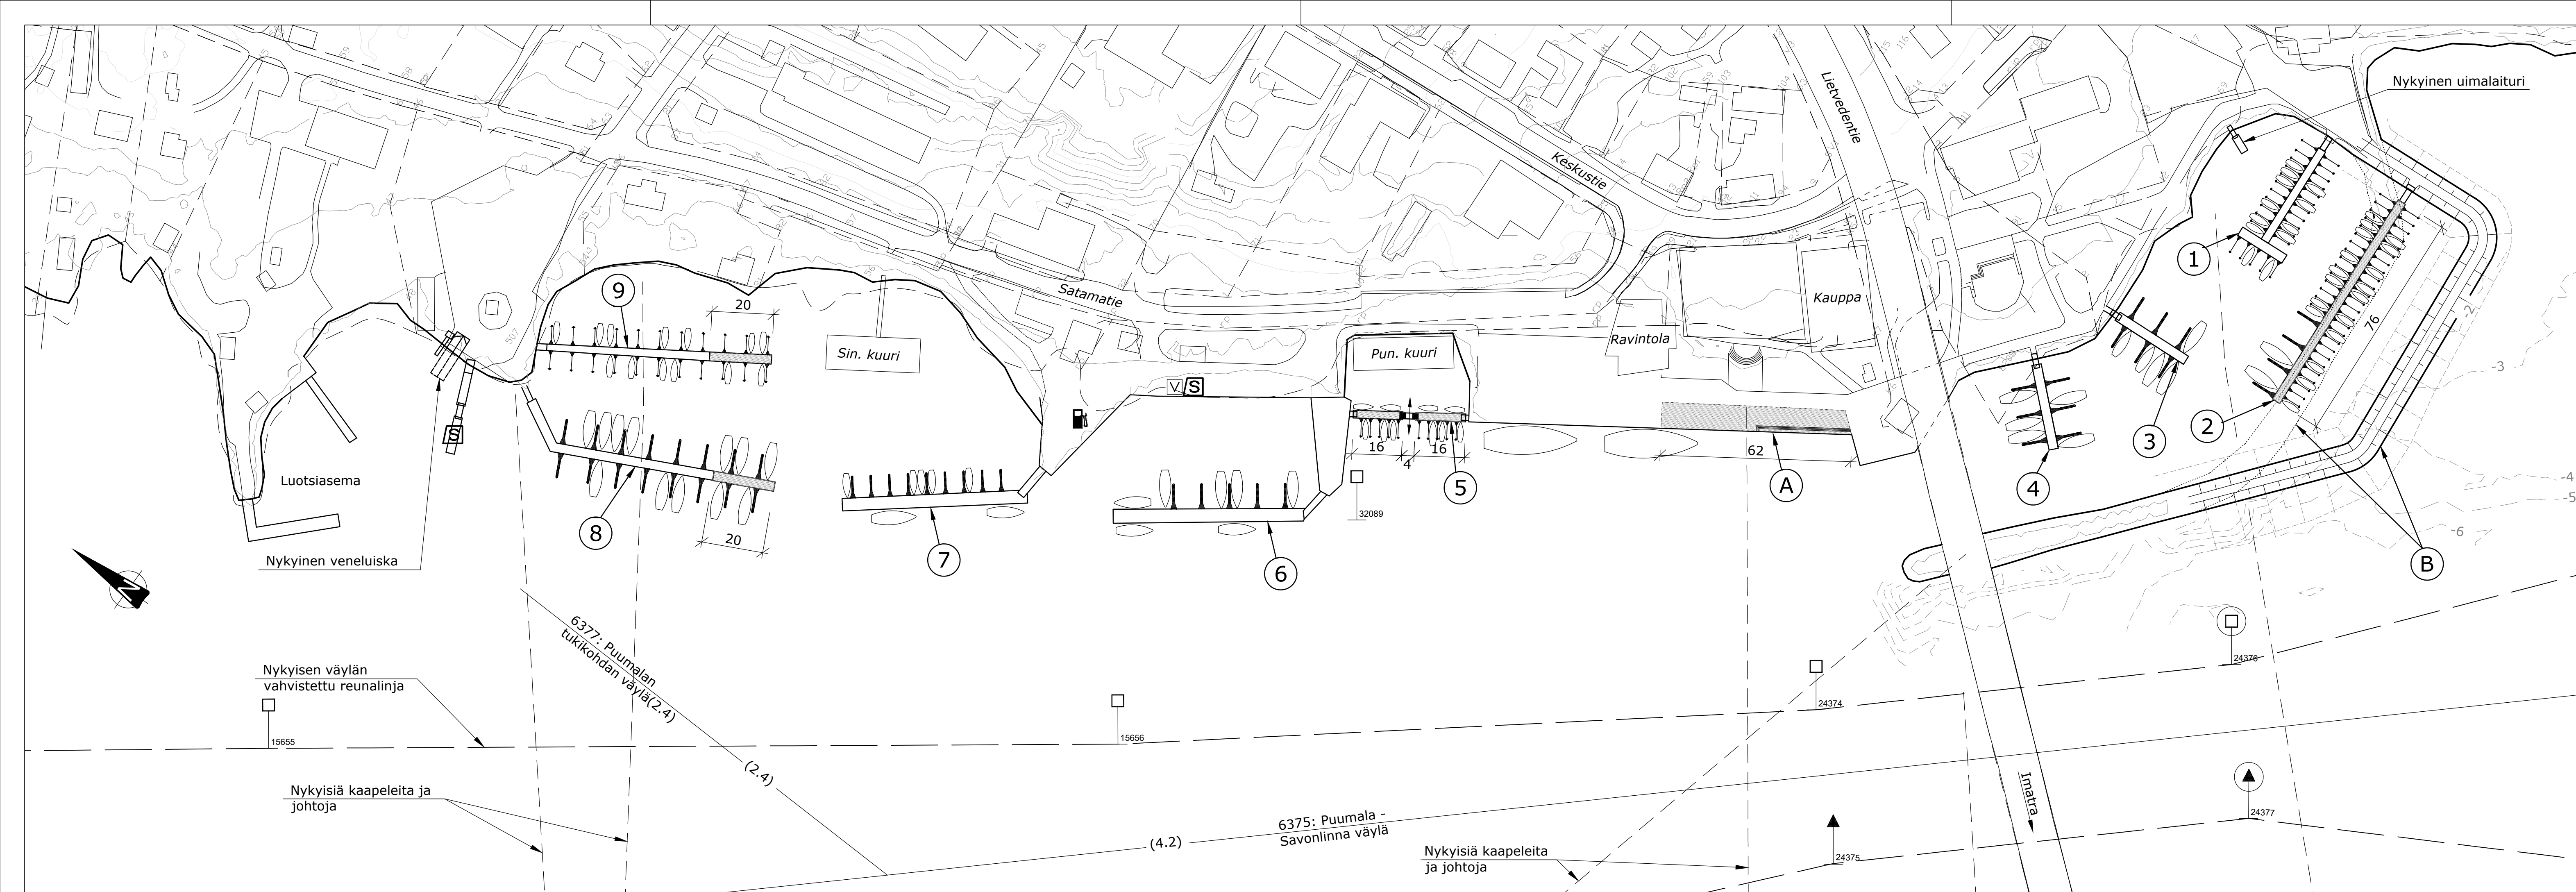 Nykyinen uimalaituri
Lietvedentie
Keskustie
Satamatie
Kauppa
Ravintola
Pun. kuuri
Sin. kuuri
Luotsiasema
Nykyinen veneluiska
1
2
3
4
5
6
7
8
9
A
B
20
20
16
4
16
62
76
-2
-3
-4
-5
-6
S
S
V
N
507
32089
6377: Puumalan
tukikohdan väylä(2.4)
(2.4)
Nykyisen väylän
vahvistettu reunalinja
15655
15656
24374
24376
24375
24377
Nykyisiä kaapeleita ja
johtoja
(4.2)
6375: Puumala -
Savonlinna väylä
Nykyisiä kaapeleita
ja johtoja
Imatra